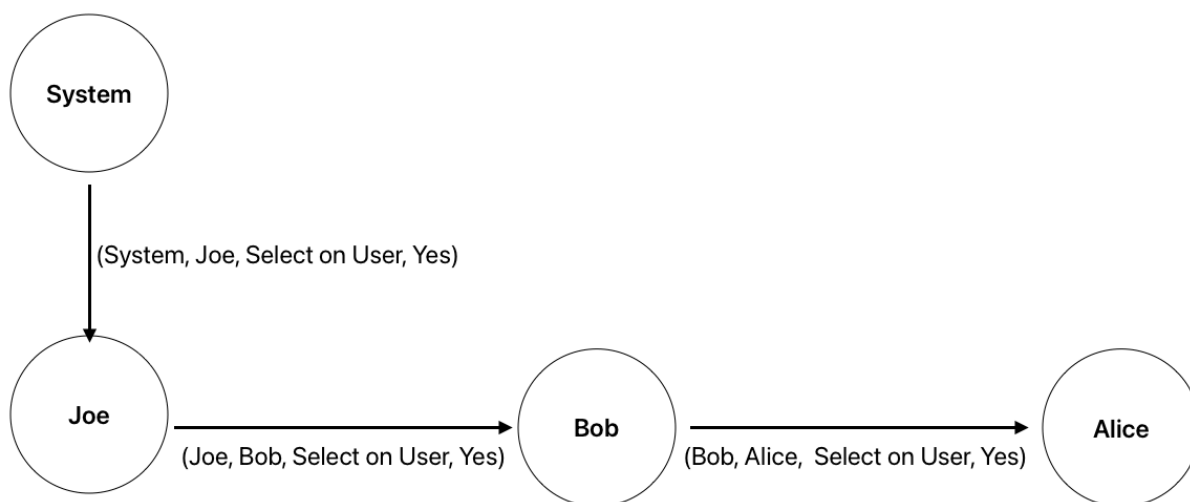 System
(System, Joe, Select on User, Yes)
Joe
Bob
Alice
(Joe, Bob, Select on User, Yes)
(Bob, Alice,  Select on User, Yes)